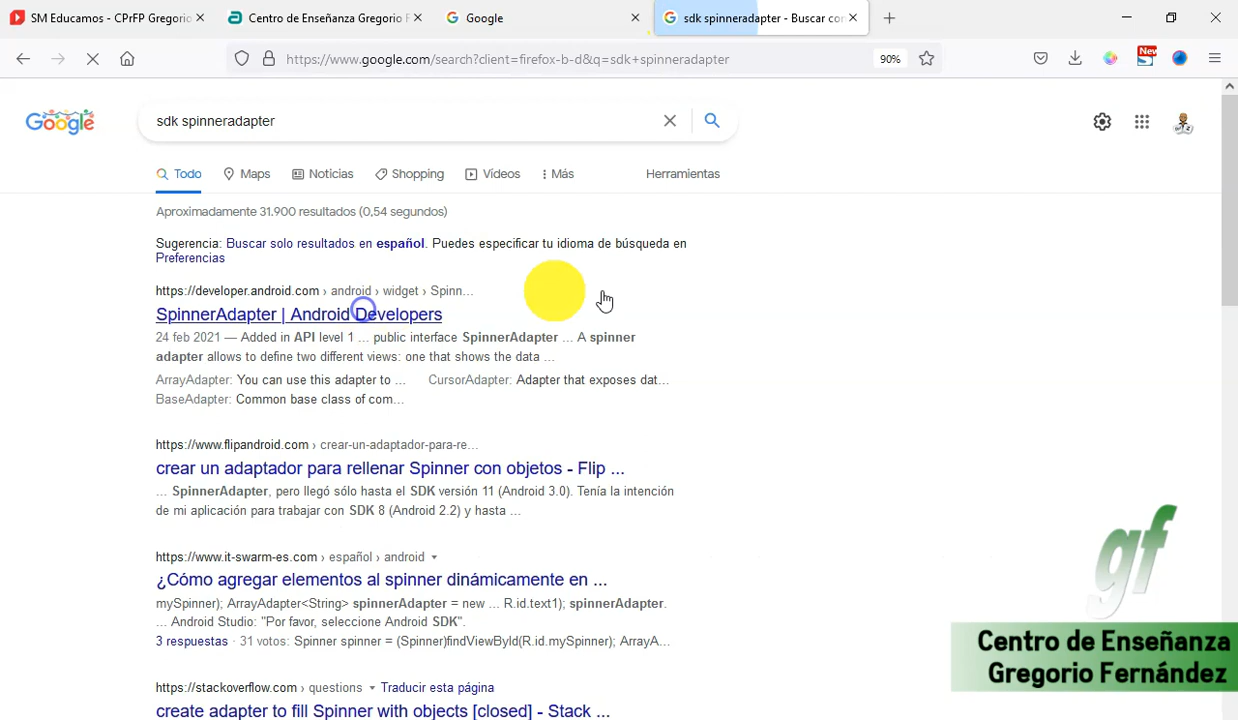 SM Educamos - CPrFP Gregorio
Centro de Enseñanza Gregorio F
Google
sdk spinneradapter - Buscar con
https://www.google.com/search?client=firefox-b-d&q=sdk+spinneradapter
90%
New
Google
sdk spinneradapter
Todo
Maps
Noticias
Shopping
Vídeos
Más
Herramientas
Aproximadamente 31.900 resultados (0,54 segundos)
Sugerencia: Buscar solo resultados en español. Puedes especificar tu idioma de búsqueda en
Preferencias
https://developer.android.com › android › widget › Spinn...
SpinnerAdapter | Android Developers
24 feb 2021 — Added in API level 1 ... public interface SpinnerAdapter ... A spinner
adapter allows to define two different views: one that shows the data ...
ArrayAdapter: You can use this adapter to ...
CursorAdapter: Adapter that exposes dat...
BaseAdapter: Common base class of com...
https://www.flipandroid.com › crear-un-adaptador-para-re...
crear un adaptador para rellenar Spinner con objetos - Flip ...
... SpinnerAdapter, pero llegó sólo hasta el SDK versión 11 (Android 3.0). Tenía la intención
de mi aplicación para trabajar con SDK 8 (Android 2.2) y hasta ...
https://www.it-swarm-es.com › español › android
¿Cómo agregar elementos al spinner dinámicamente en ...
mySpinner); ArrayAdapter<String> spinnerAdapter = new ... R.id.text1); spinnerAdapter.
... Android Studio: "Por favor, seleccione Android SDK".
3 respuestas · 31 votos: Spinner spinner = (Spinner)findViewById(R.id.mySpinner); ArrayA...
https://stackoverflow.com › questions
Traducir esta página
create adapter to fill Spinner with objects [closed] - Stack ...
gf
Centro de Enseñanza
Gregorio Fernández